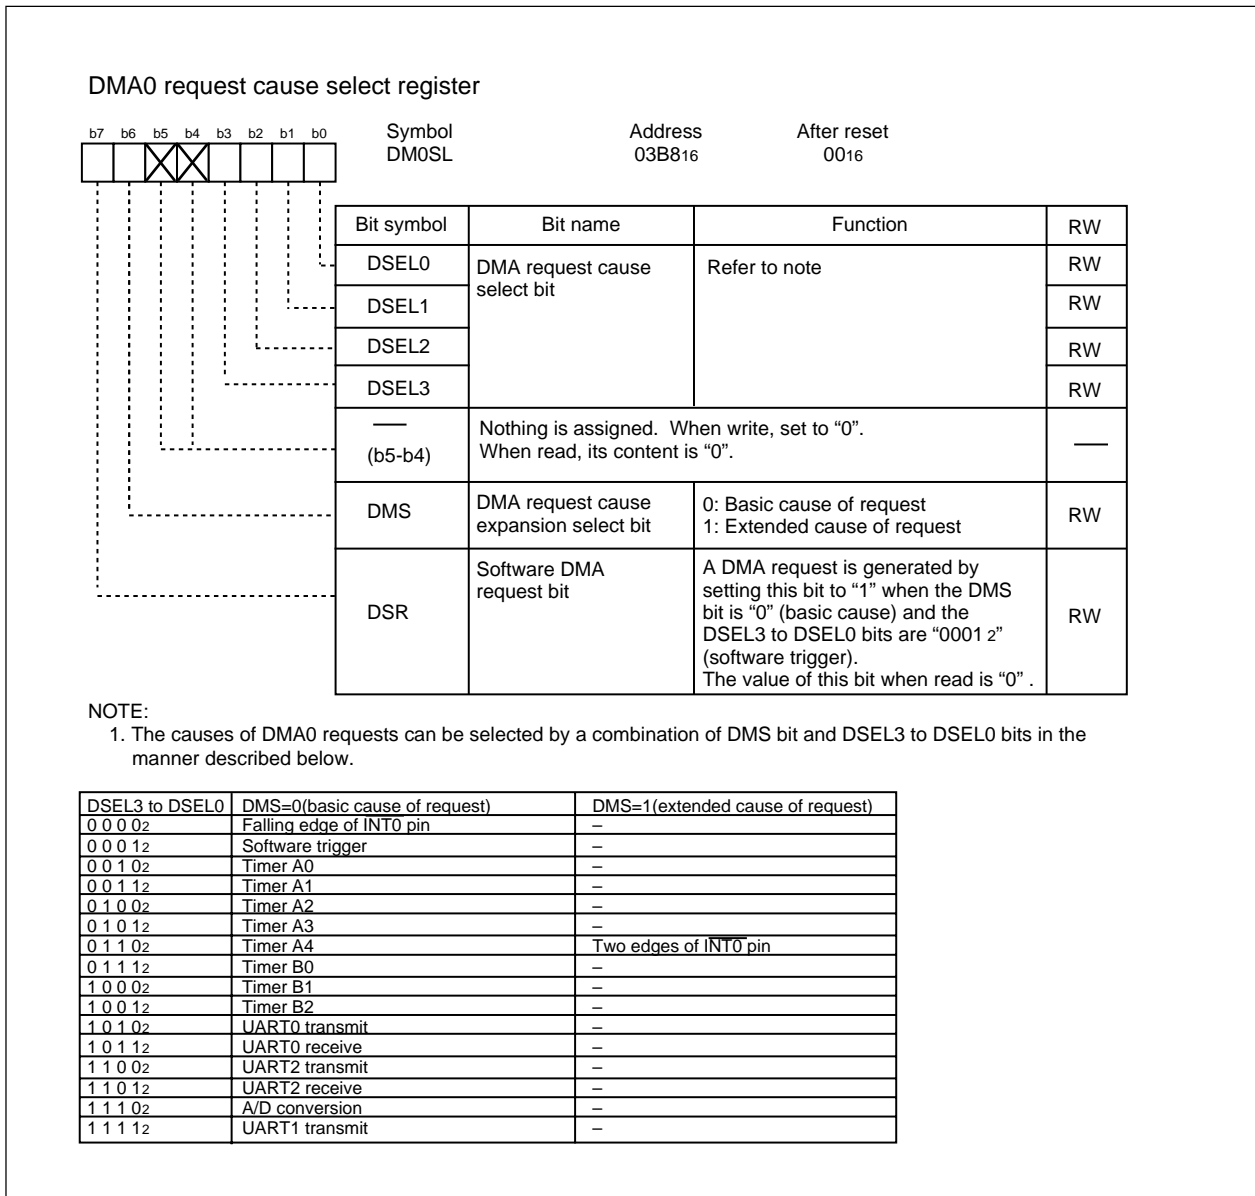 DMA0 request cause select register
b7 b6 b5 b4 b3 b2 b1 b0
Symbol Address After reset
DM0SL 03B816 0016
Bit symbol Bit name Function RW
DSEL0 DMA request cause select bit Refer to note RW
DSEL1 RW
DSEL2 RW
DSEL3 RW
— (b5-b4) Nothing is assigned. When write, set to “0”.
When read, its content is “0”. —
DMS DMA request cause expansion select bit 0: Basic cause of request
1: Extended cause of request RW
DSR Software DMA request bit A DMA request is generated by
setting this bit to “1” when the DMS
bit is “0” (basic cause) and the
DSEL3 to DSEL0 bits are “0001 2”
(software trigger).
The value of this bit when read is “0” . RW
NOTE:
1. The causes of DMA0 requests can be selected by a combination of DMS bit and DSEL3 to DSEL0 bits in the
manner described below.
DSEL3 to DSEL0 DMS=0(basic cause of request) DMS=1(extended cause of request)
0 0 0 02 Falling edge of INT0 pin –
0 0 0 12 Software trigger –
0 0 1 02 Timer A0 –
0 0 1 12 Timer A1 –
0 1 0 02 Timer A2 –
0 1 0 12 Timer A3 –
0 1 1 02 Timer A4 Two edges of INT0 pin
0 1 1 12 Timer B0 –
1 0 0 02 Timer B1 –
1 0 0 12 Timer B2 –
1 0 1 02 UART0 transmit –
1 0 1 12 UART0 receive –
1 1 0 02 UART2 transmit –
1 1 0 12 UART2 receive –
1 1 1 02 A/D conversion –
1 1 1 12 UART1 transmit –